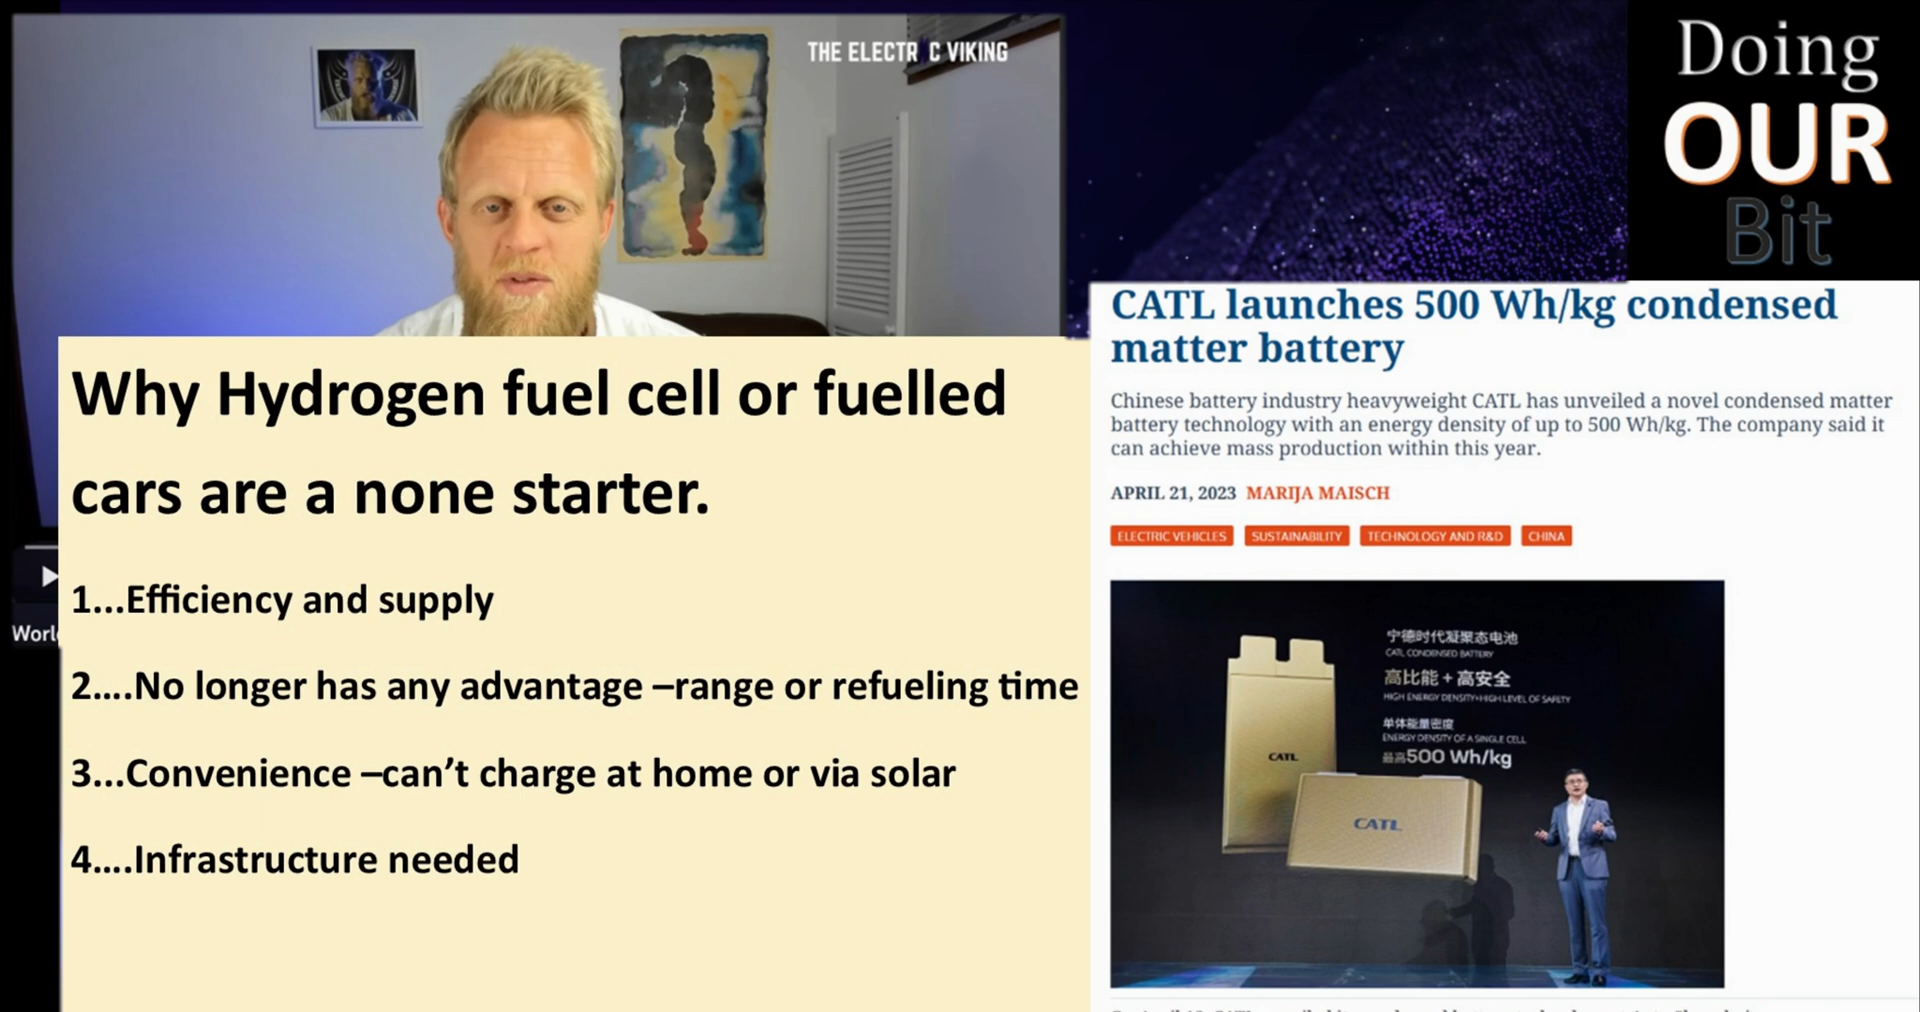 THE ELECTR C VIKING
Doing
OUR
Bit
Why Hydrogen fuel cell or fuelled
cars are a none starter.
1...Efficiency and supply
2....No longer has any advantage –range or refueling time
3...Convenience –can't charge at home or via solar
4....Infrastructure needed
Worl
CATL launches 500 Wh/kg condensed
matter battery
Chinese battery industry heavyweight CATL has unveiled a novel condensed matter
battery technology with an energy density of up to 500 Wh/kg. The company said it
can achieve mass production within this year.
APRIL 21, 2023 MARIJA MAISCH
ELECTRIC VEHICLES SUSTAINABILITY TECHNOLOGY AND R&D CHINA
宁德时代凝聚态电池
CATL CONDENSED BATTERY
高比能 + 高安全
HIGH ENERGY DENSITY+HIGH LEVEL OF SAFETY
单体能量密度
ENERGY DENSITY OF A SINGLE CELL
最高500 Wh/kg
CATL
CATL